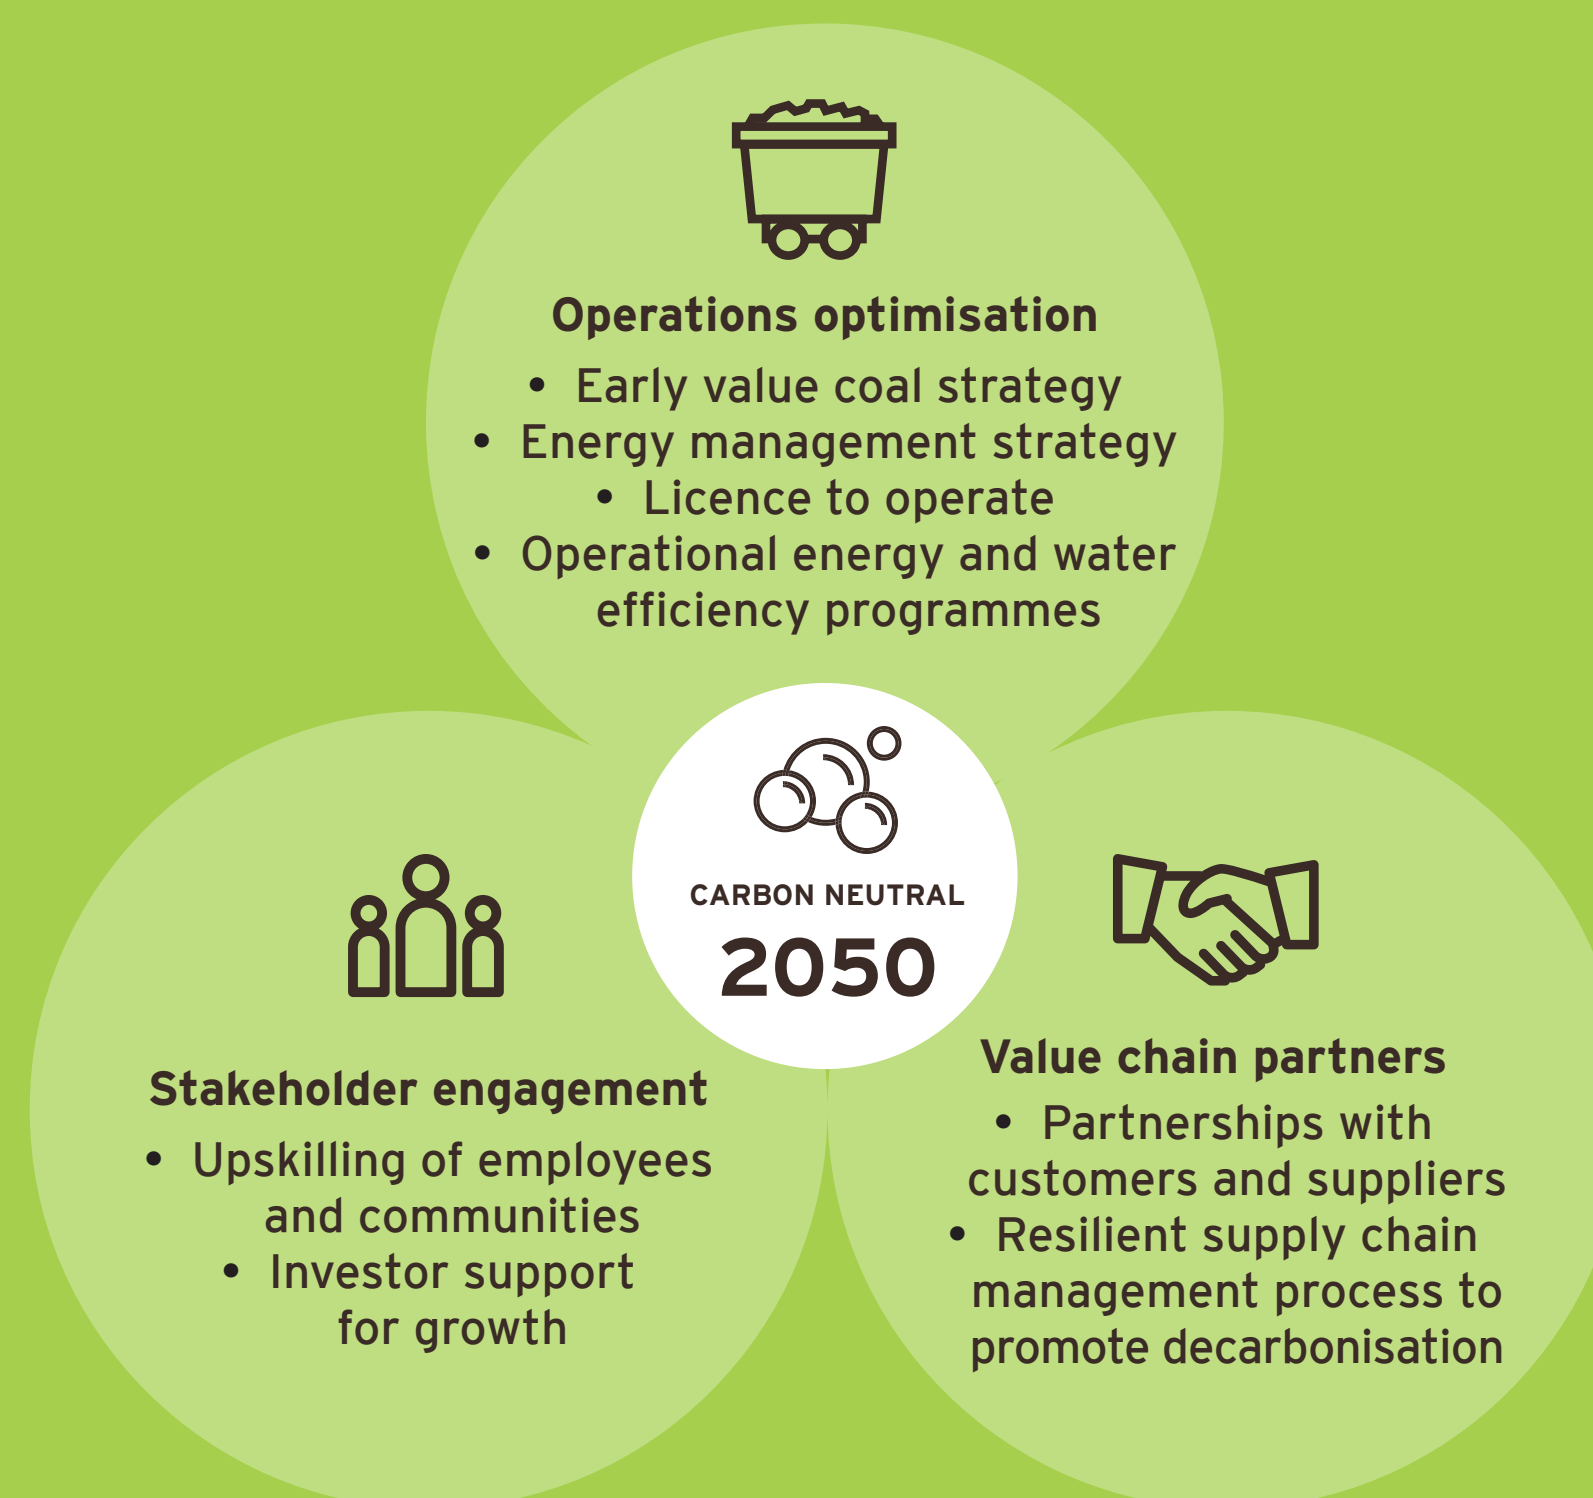 Operations optimisation
• Early value coal strategy
• Energy management strategy
• Licence to operate
• Operational energy and water
efficiency programmes
CARBON NEUTRAL
2050
Stakeholder engagement
• Upskilling of employees
and communities
• Investor support
for growth
Value chain partners
• Partnerships with
customers and suppliers
• Resilient supply chain
management process to
promote decarbonisation